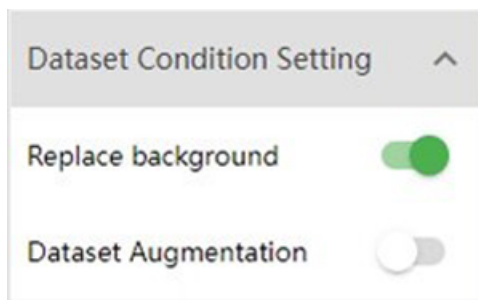 Dataset Condition Setting
Replace background
Dataset Augmentation